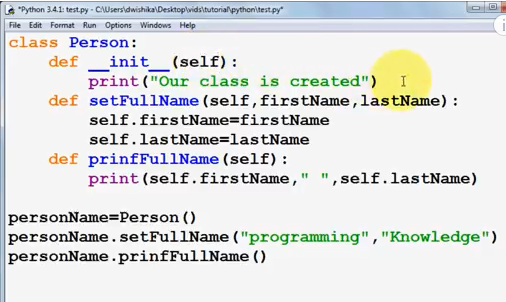 *Python 3.4.1: test.py - C:\Users\dwishika\Desktop\vids\tutorial\python\test.py*
File Edit Format Run Options Windows Help
class Person:
    def __init__(self):
        print("Our class is created")
    def setFullName(self,firstName,lastName):
        self.firstName=firstName
        self.lastName=lastName
    def prinfFullName(self):
        print(self.firstName," ",self.lastName)
personName=Person()
personName.setFullName("programming","Knowledge")
personName.prinfFullName()